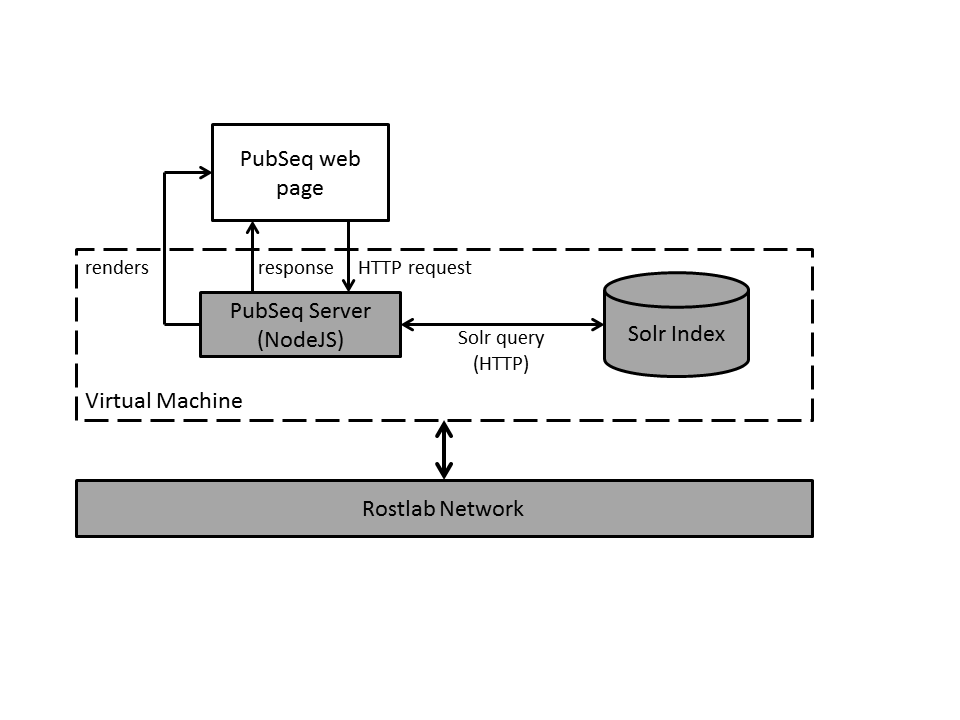 PubSeq web
page
renders
response
HTTP request
PubSeq Server
(NodeJS)
Solr query
(HTTP)
Solr Index
Virtual Machine
Rostlab Network